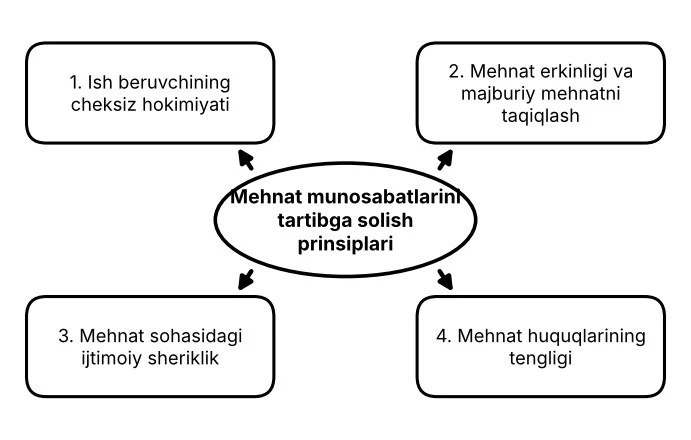 1. Ish beruvchining
cheksiz hokimiyati
2. Mehnat erkinligi va
majburiy mehnatni
taqiqlash
Mehnat munosabatlarini
tartibga solish
prinsiplari
3. Mehnat sohasidagi
ijtimoiy sheriklik
4. Mehnat huquqlarining
tengligi